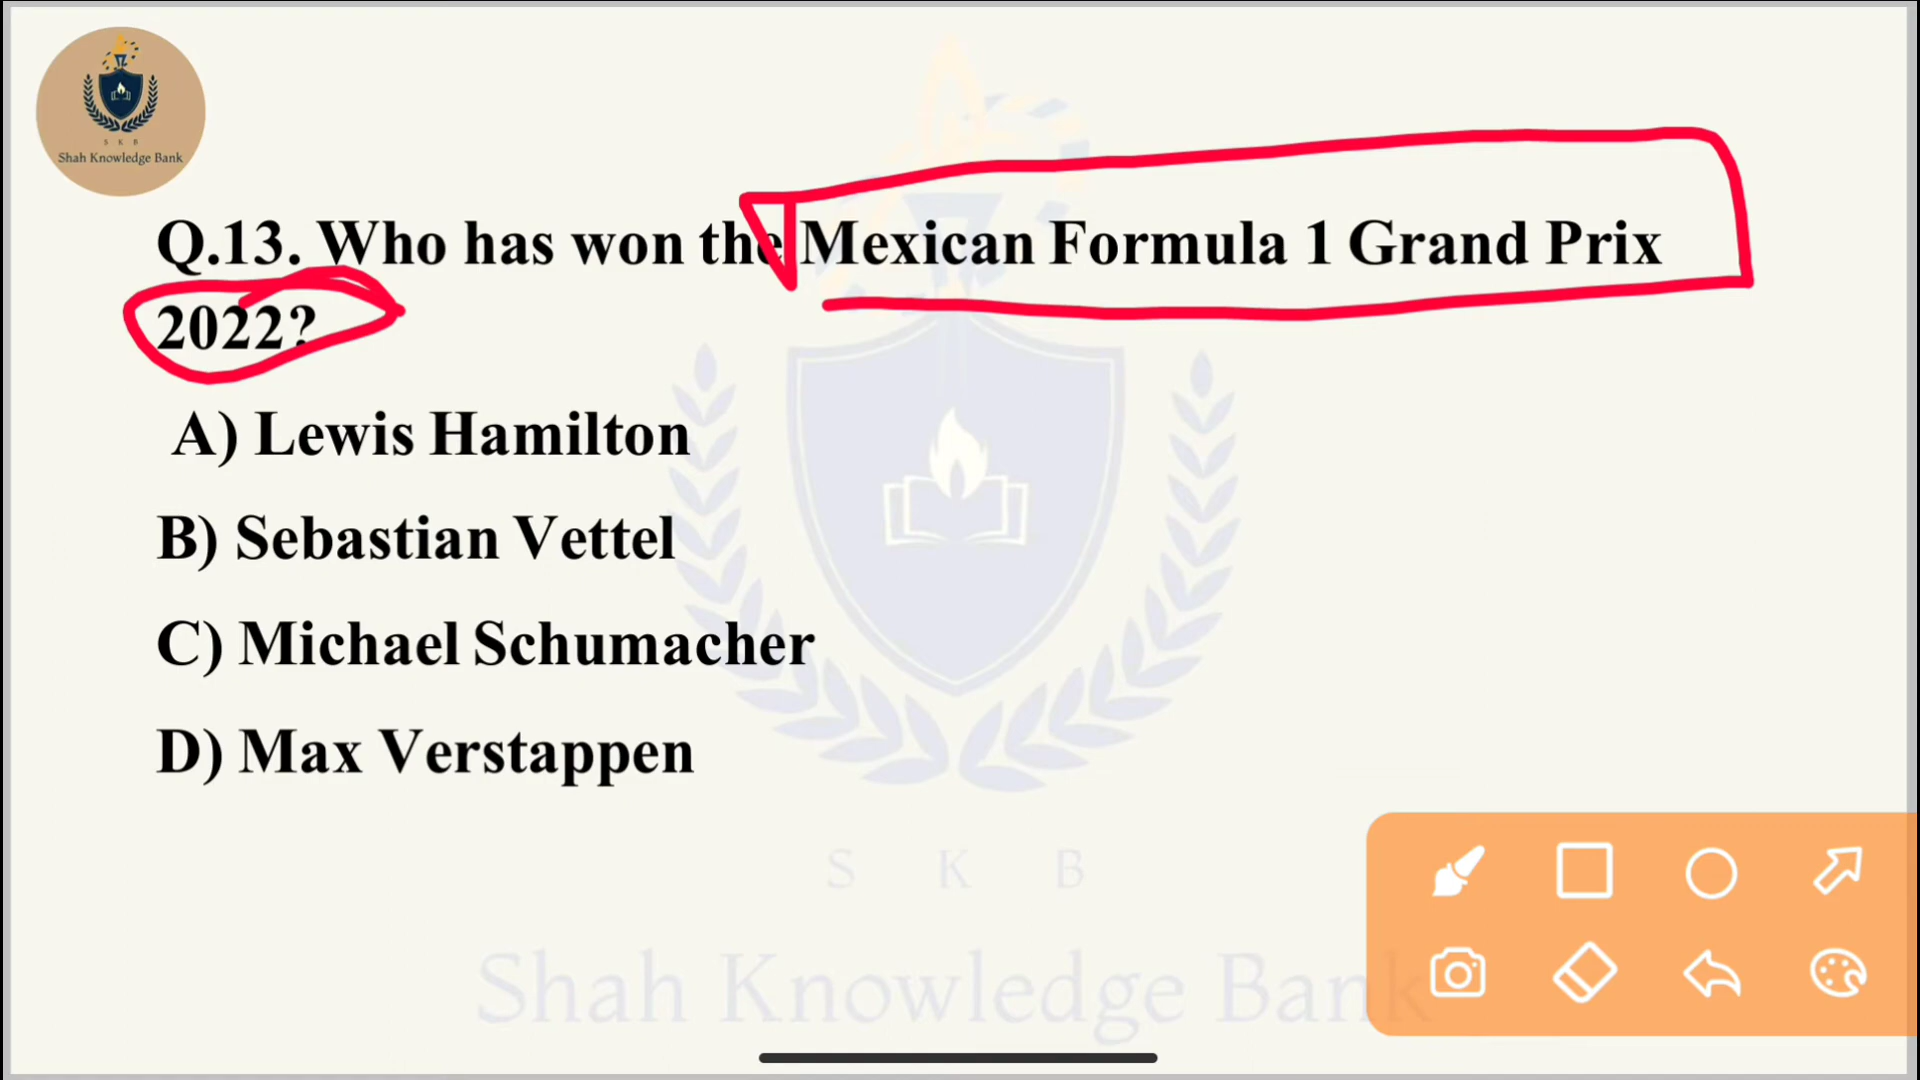 S K B
Shah Knowledge Bank
Q.13. Who has won the Mexican Formula 1 Grand Prix
2022?
A) Lewis Hamilton
B) Sebastian Vettel
C) Michael Schumacher
D) Max Verstappen
S K B
Shah Knowledge Bank